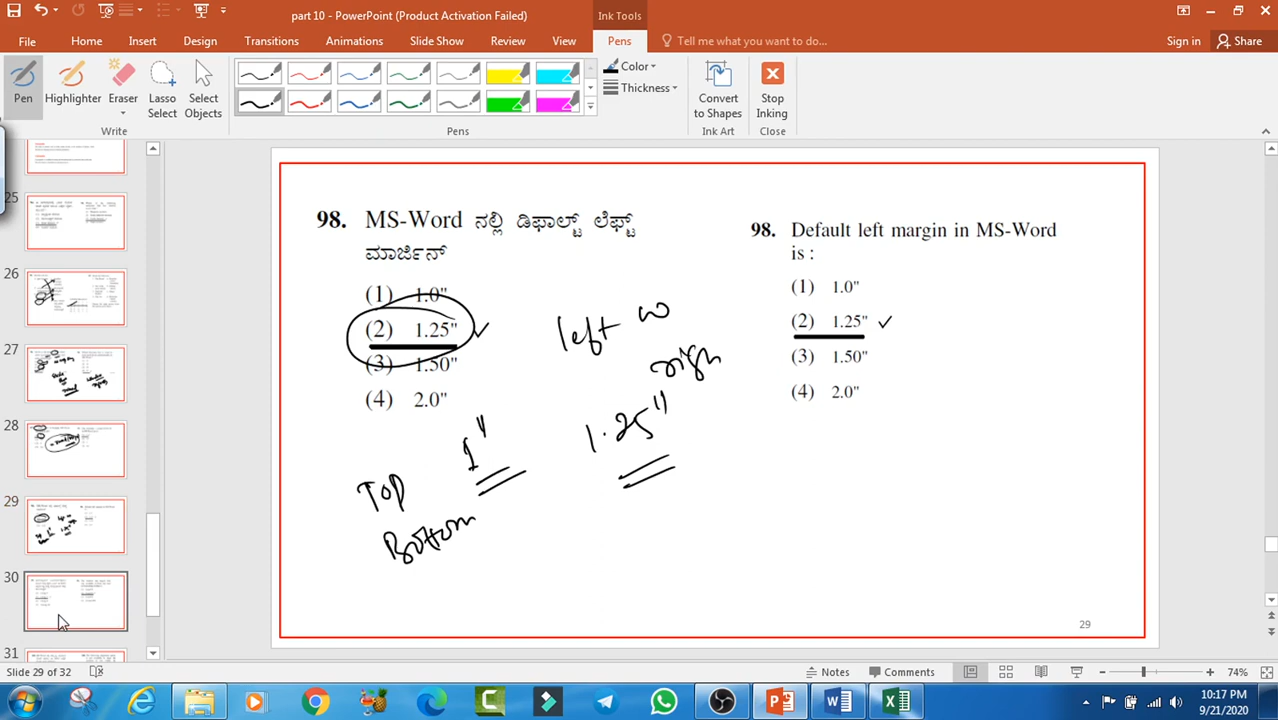 part 10 - PowerPoint (Product Activation Failed)
Ink Tools
File Home Insert Design Transitions Animations Slide Show Review View Pens Tell me what you want to do... Sign in Share
Pen Highlighter Eraser Lasso Select Select Objects
Color
Thickness
Convert to Shapes
Stop Inking
Write Pens Ink Art Close
25
26
27
28
29
30
31
98. MS-Word ನಲ್ಲಿ ಡಿಫಾಲ್ಟ್ ಲೆಫ್ಟ್
ಮಾರ್ಜಿನ್
(1) 1.0"
(2) 1.25"
(3) 1.50"
(4) 2.0"
left
1.25"
1"
Top
Bottom
98. Default left margin in MS-Word
is :
(1) 1.0"
(2) 1.25"
(3) 1.50"
(4) 2.0"
29
Slide 29 of 32 Notes Comments 74%
10:17 PM
9/21/2020